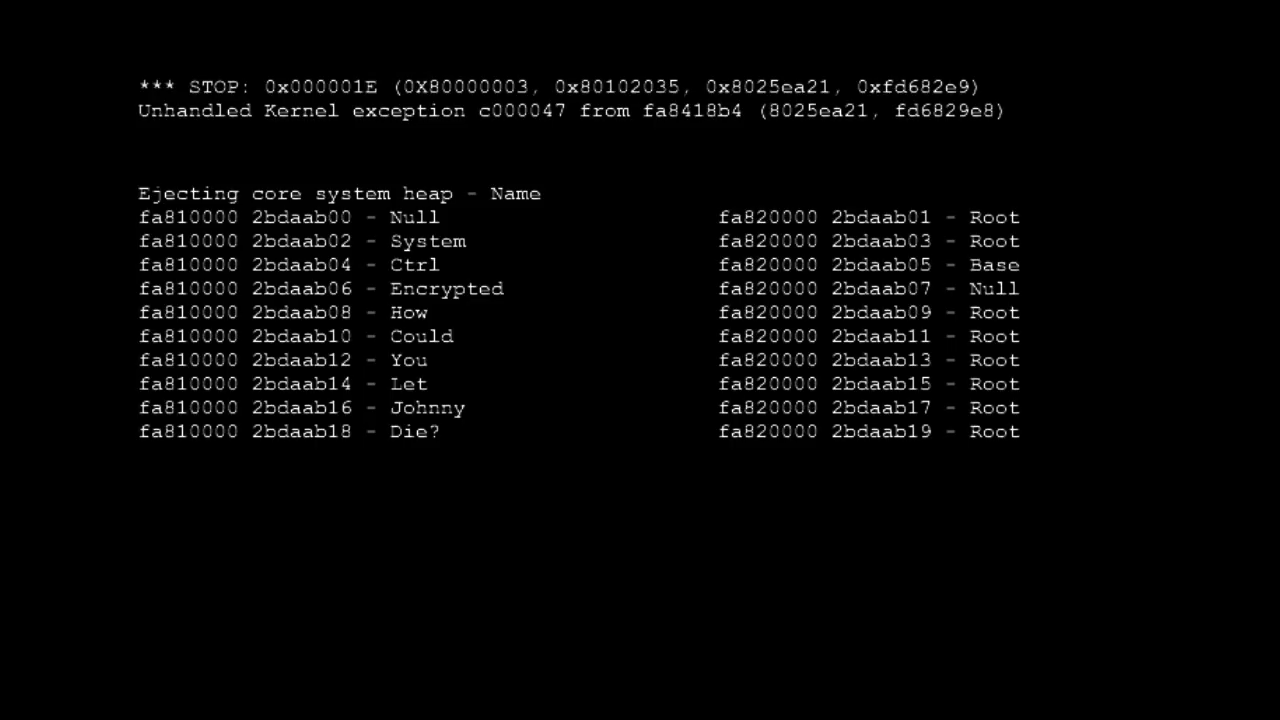 *** STOP: 0x000001E (0X80000003, 0x80102035, 0x8025ea21, 0xfd682e9)
Unhandled Kernel exception c000047 from fa8418b4 (8025ea21, fd6829e8)
Ejecting core system heap - Name
fa810000 2bdaab00 - Null fa820000 2bdaab01 - Root
fa810000 2bdaab02 - System fa820000 2bdaab03 - Root
fa810000 2bdaab04 - Ctrl fa820000 2bdaab05 - Base
fa810000 2bdaab06 - Encrypted fa820000 2bdaab07 - Null
fa810000 2bdaab08 - How fa820000 2bdaab09 - Root
fa810000 2bdaab10 - Could fa820000 2bdaab11 - Root
fa810000 2bdaab12 - You fa820000 2bdaab13 - Root
fa810000 2bdaab14 - Let fa820000 2bdaab15 - Root
fa810000 2bdaab16 - Johnny fa820000 2bdaab17 - Root
fa810000 2bdaab18 - Die? fa820000 2bdaab19 - Root